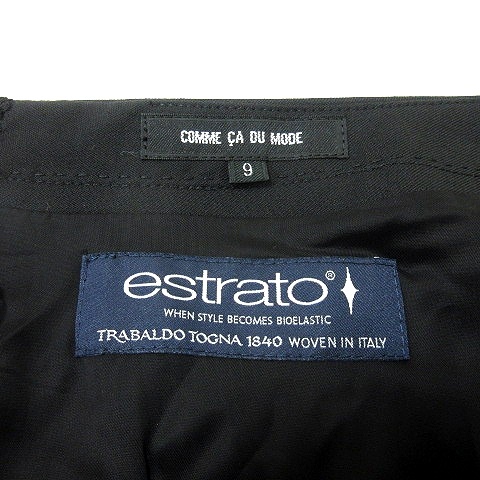 COMME ÇA DU MODE
9
estrato®
WHEN STYLE BECOMES BIOELASTIC
TRABALDO TOGNA 1840 WOVEN IN ITALY